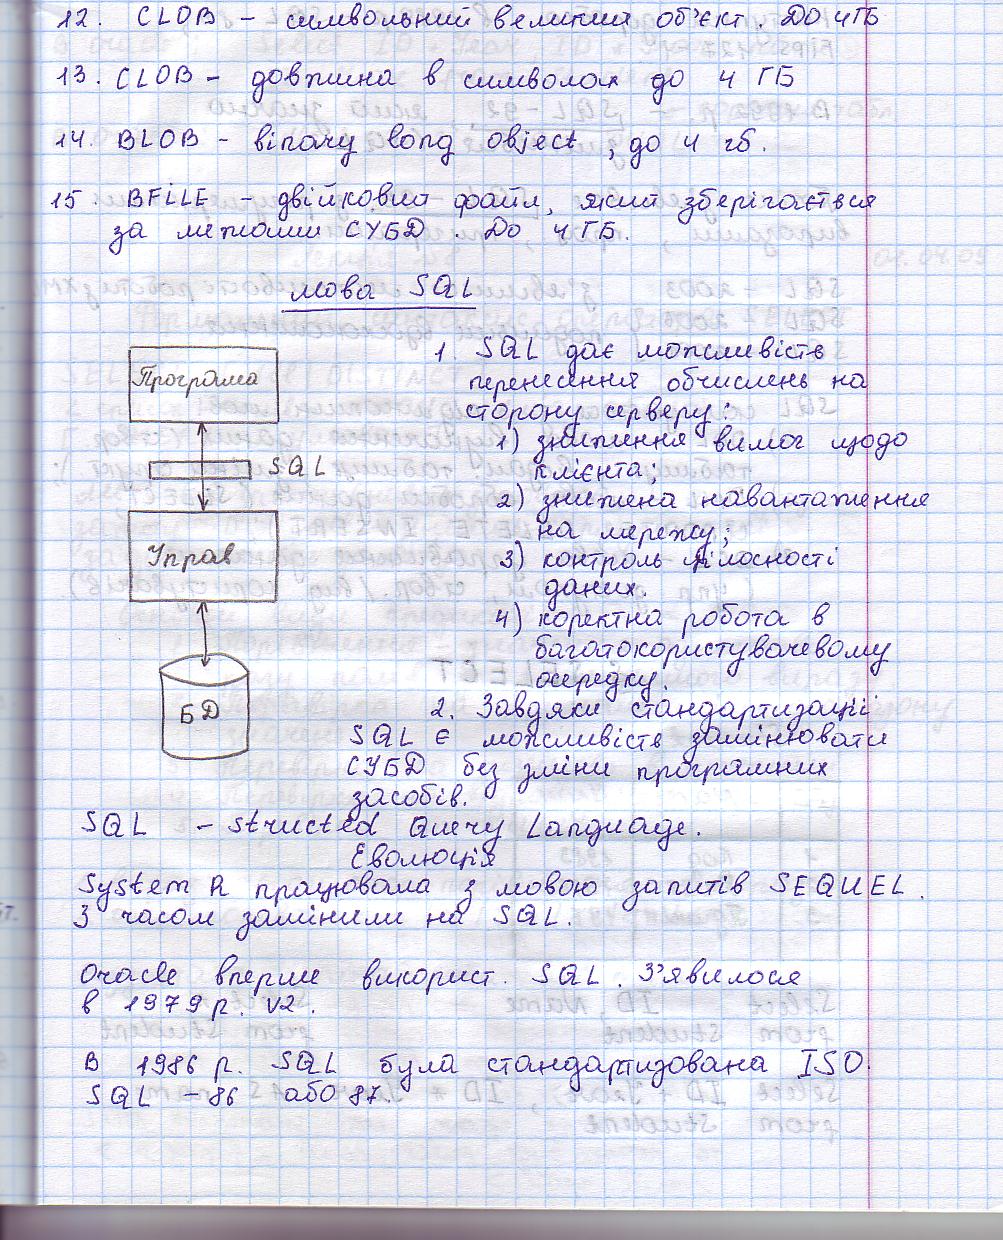 12. CLOB – символьний великий об'єкт. До 4ГБ
13. CLOB – довжина в символах до 4 ГБ
14. BLOB – binary long object, до 4 гб.
15 BFiLE – двійковий файл, який зберігається
за межами СУБД. До 4ГБ.
мова SQL
Програма
SQL
Управ
БД
1. SQL дає можливість
перенесення обчислень на
сторону серверу:
1) зниження вимог щодо
клієнта;
2) знижена навантаження
на мережу;
3) контроль цілосності
даних.
4) коректна робота в
багатокористувачевому
осередку.
2. Завдяки стандартизації
SQL є можливість замінювати
СУБД без зміни програмних
засобів.
SQL – structed Query Language.
Еволюція
System R працювала з мовою запитів SEQUEL.
З часом замінили на SQL.
Oracle вперше використ. SQL. З'явилося
в 1979 р. V2.
В 1986 р. SQL була стандартизована ISO.
SQL – 86 або 87.